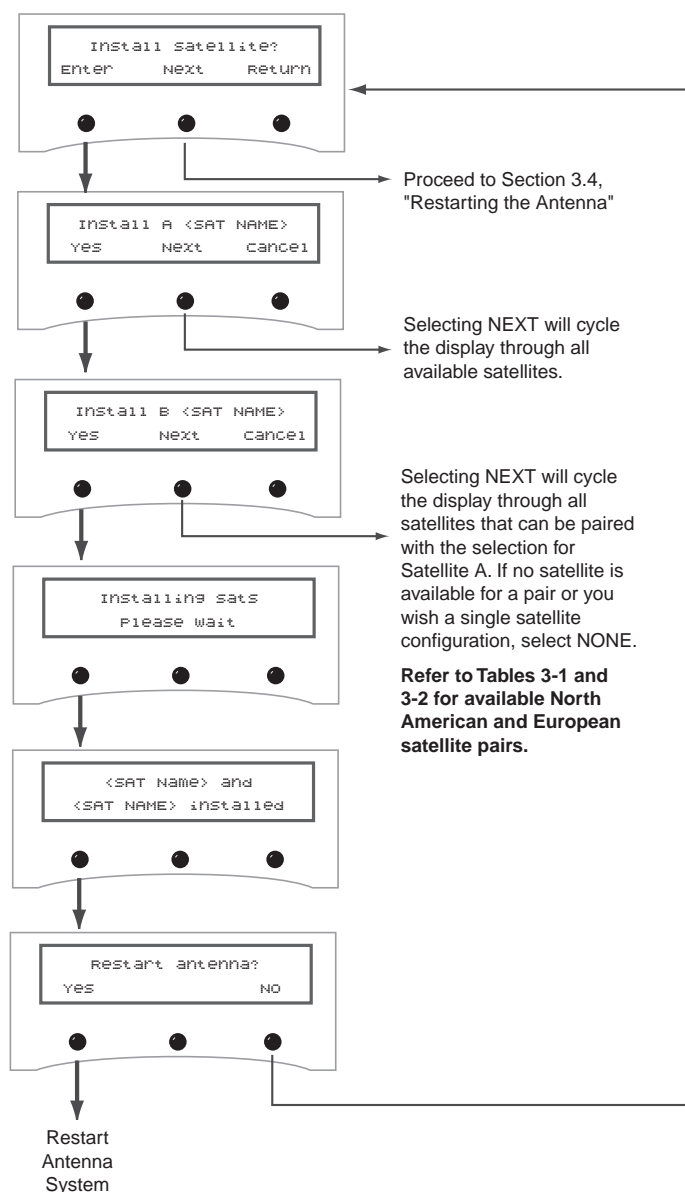 Install Satellite?
Enter Next Return
Proceed to Section 3.4,
"Restarting the Antenna"
Install A <SAT NAME>
Yes Next Cancel
Selecting NEXT will cycle
the display through all
available satellites.
Install B <SAT NAME>
Yes Next Cancel
Selecting NEXT will cycle
the display through all
satellites that can be paired
with the selection for
Satellite A. If no satellite is
available for a pair or you
wish a single satellite
configuration, select NONE.
Refer to Tables 3-1 and
3-2 for available North
American and European
satellite pairs.
Installing Sats
Please Wait
<SAT Name> and
<SAT NAME> installed
Restart antenna?
Yes No
Restart
Antenna
System